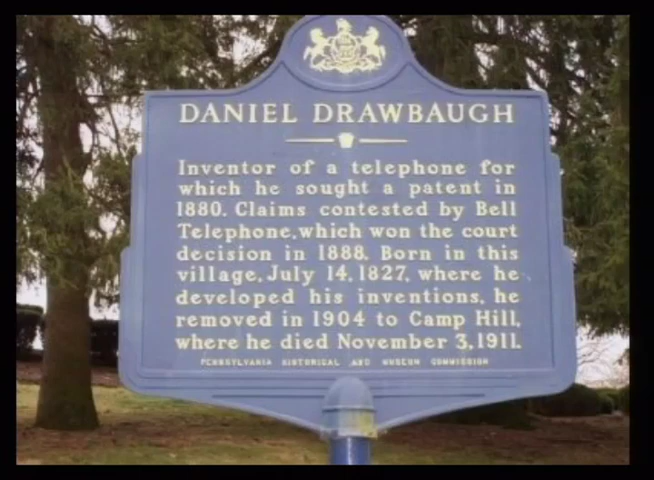 DANIEL DRAWBAUGH
Inventor of a telephone for
which he sought a patent in
1880. Claims contested by Bell
Telephone, which won the court
decision in 1888. Born in this
village, July 14, 1827, where he
developed his inventions, he
removed in 1904 to Camp Hill,
where he died November 3, 1911.
PENNSYLVANIA HISTORICAL AND MUSEUM COMMISSION